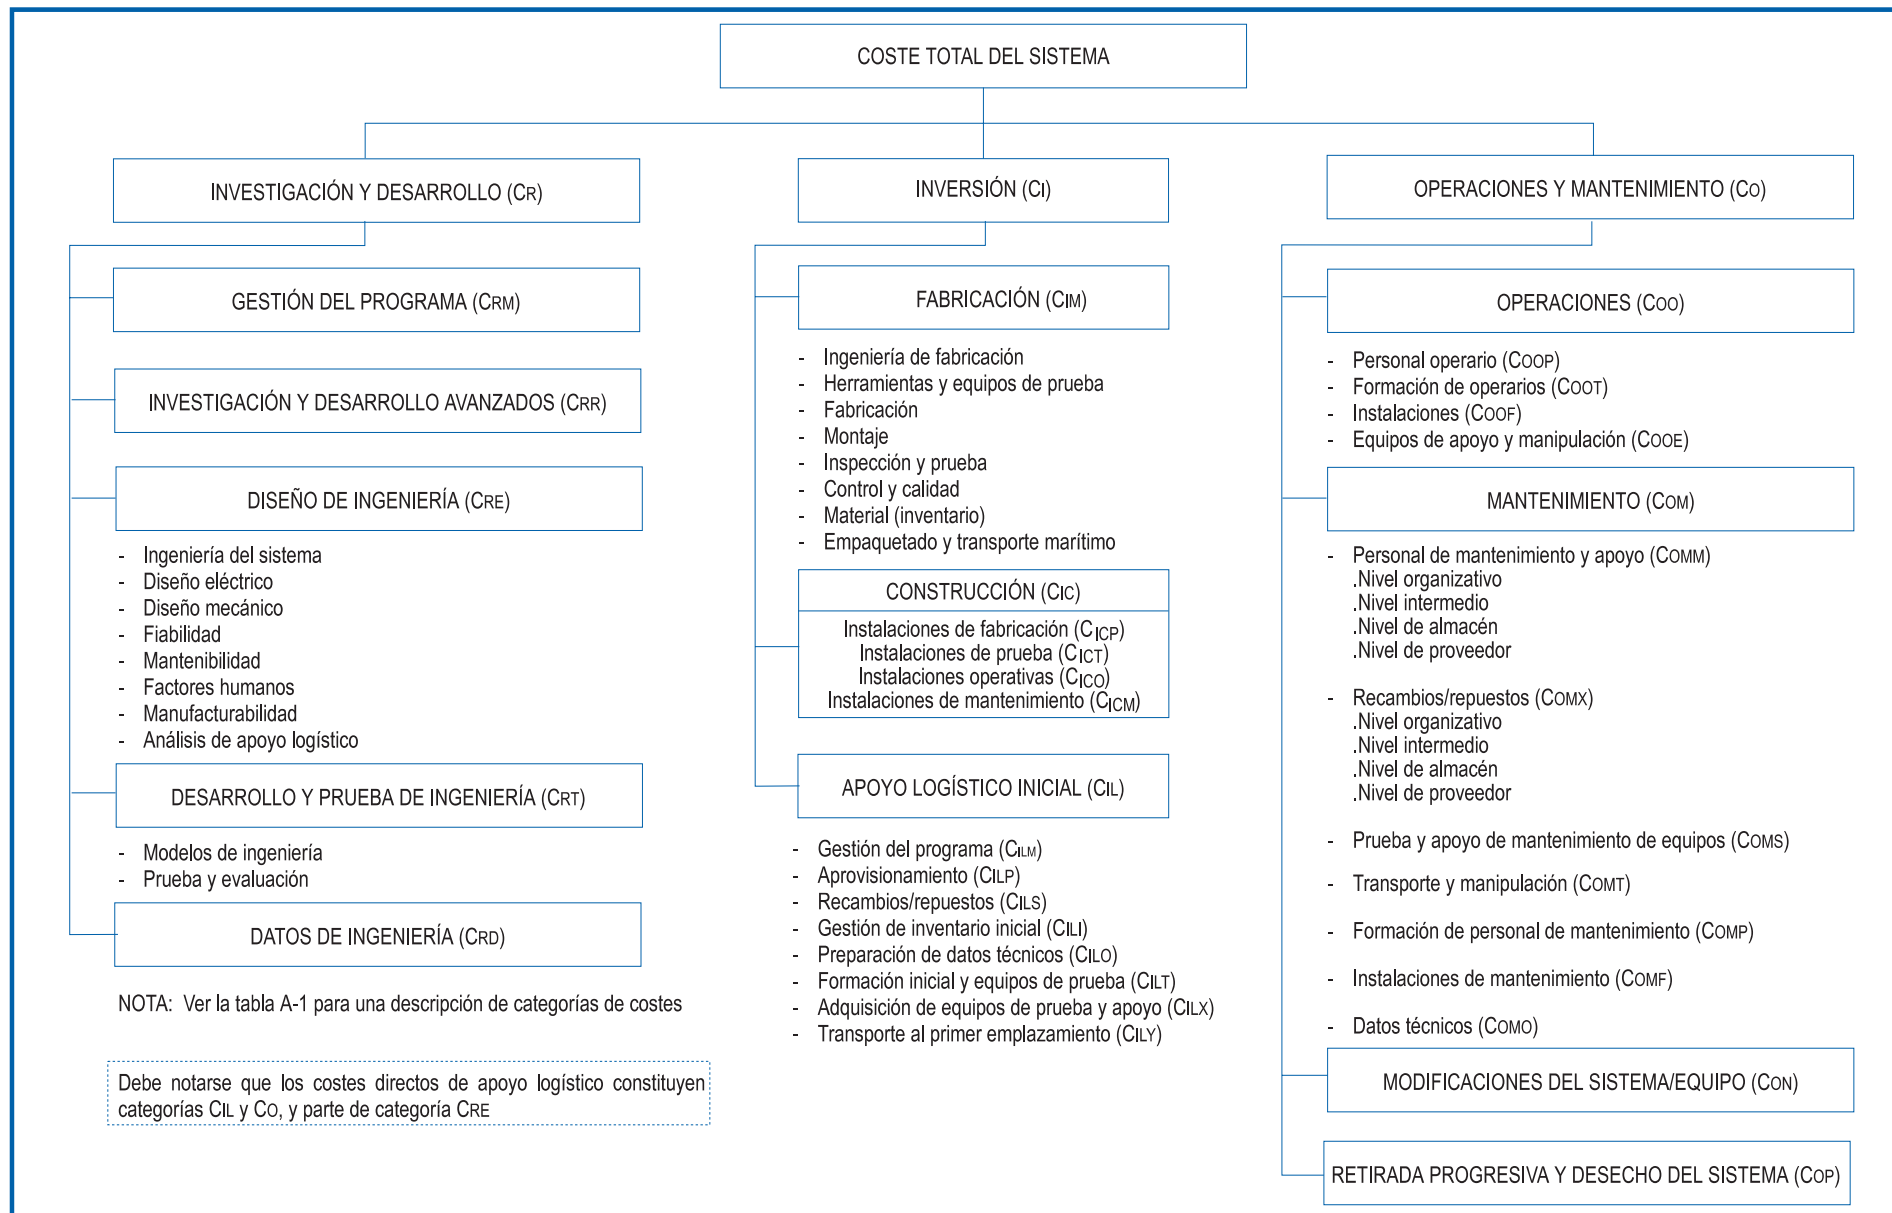 COSTE TOTAL DEL SISTEMA
INVESTIGACIÓN Y DESARROLLO (CR)
GESTIÓN DEL PROGRAMA (CRM)
INVESTIGACIÓN Y DESARROLLO AVANZADOS (CRR)
DISEÑO DE INGENIERÍA (CRE)
- Ingeniería del sistema
- Diseño eléctrico
- Diseño mecánico
- Fiabilidad
- Mantenibilidad
- Factores humanos
- Manufacturabilidad
- Análisis de apoyo logístico
DESARROLLO Y PRUEBA DE INGENIERÍA (CRT)
- Modelos de ingeniería
- Prueba y evaluación
DATOS DE INGENIERÍA (CRD)
NOTA: Ver la tabla A-1 para una descripción de categorías de costes
Debe notarse que los costes directos de apoyo logístico constituyen
categorías CIL y CO, y parte de categoría CRE
INVERSIÓN (CI)
FABRICACIÓN (CIM)
- Ingeniería de fabricación
- Herramientas y equipos de prueba
- Fabricación
- Montaje
- Inspección y prueba
- Control y calidad
- Material (inventario)
- Empaquetado y transporte marítimo
CONSTRUCCIÓN (CIC)
Instalaciones de fabricación (CICP)
Instalaciones de prueba (CICT)
Instalaciones operativas (CICO)
Instalaciones de mantenimiento (CICM)
APOYO LOGÍSTICO INICIAL (CIL)
- Gestión del programa (CILM)
- Aprovisionamiento (CILP)
- Recambios/repuestos (CILS)
- Gestión de inventario inicial (CILI)
- Preparación de datos técnicos (CILO)
- Formación inicial y equipos de prueba (CILT)
- Adquisición de equipos de prueba y apoyo (CILX)
- Transporte al primer emplazamiento (CILY)
OPERACIONES Y MANTENIMIENTO (CO)
OPERACIONES (COO)
- Personal operario (COOP)
- Formación de operarios (COOT)
- Instalaciones (COOF)
- Equipos de apoyo y manipulación (COOE)
MANTENIMIENTO (COM)
- Personal de mantenimiento y apoyo (COMM)
.Nivel organizativo
.Nivel intermedio
.Nivel de almacén
.Nivel de proveedor
- Recambios/repuestos (COMX)
.Nivel organizativo
.Nivel intermedio
.Nivel de almacén
.Nivel de proveedor
- Prueba y apoyo de mantenimiento de equipos (COMS)
- Transporte y manipulación (COMT)
- Formación de personal de mantenimiento (COMP)
- Instalaciones de mantenimiento (COMF)
- Datos técnicos (COMO)
MODIFICACIONES DEL SISTEMA/EQUIPO (CON)
RETIRADA PROGRESIVA Y DESECHO DEL SISTEMA (COP)